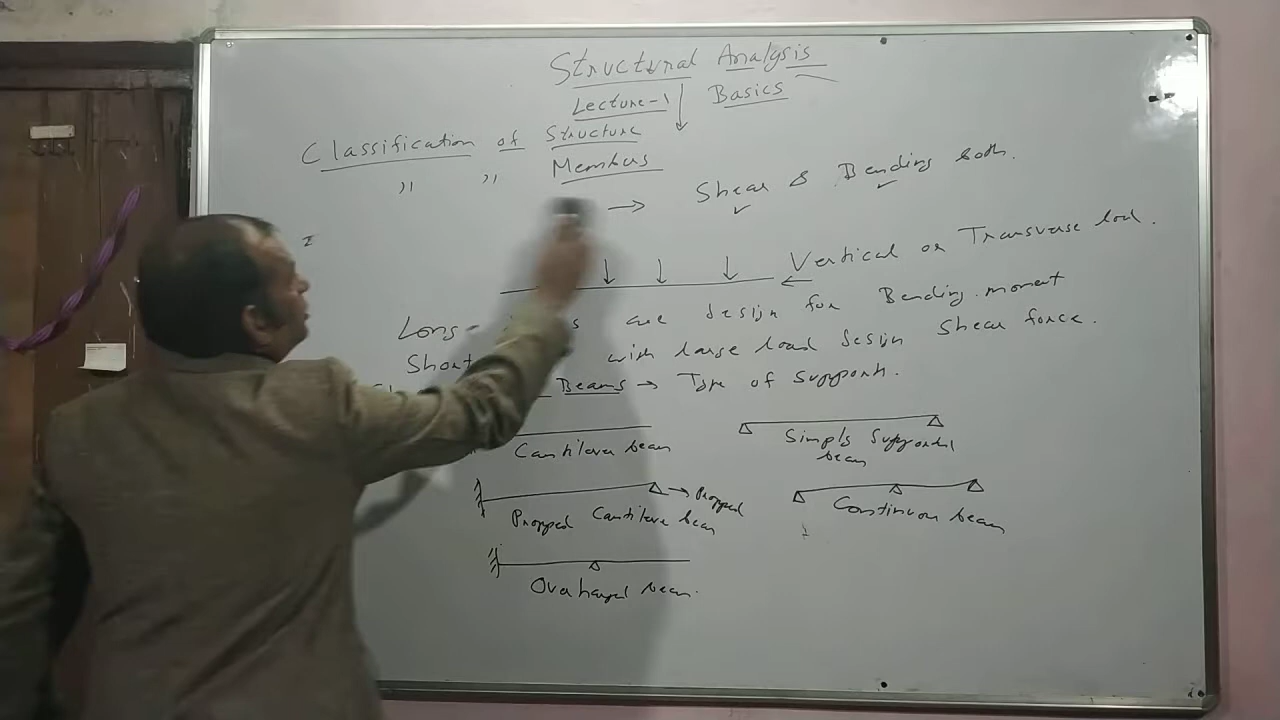 Structural Analysis
Lecture-1 Basics
Classification of Structure
,, ,, Members
→ Shear & Bending both.
Vertical or Transverse load.
Long- are design for Bending moment
Short with large load design Shear force.
Beams → Type of Supports.
Cantilever beam
Simply Supported
beam
→ Propped
Propped Cantilever beam
Continuous beam
Overhanged beam.